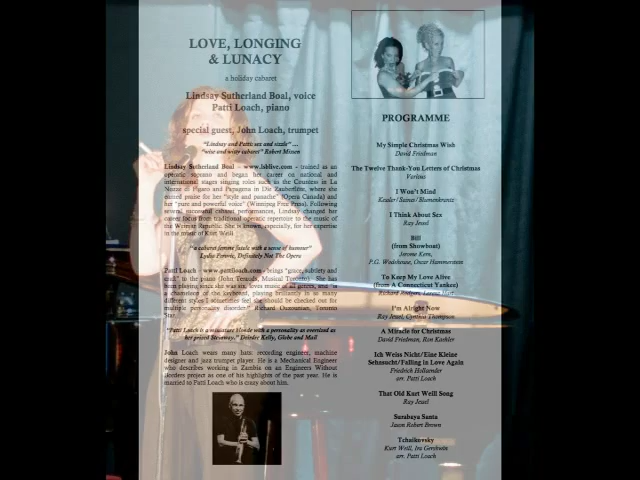 LOVE, LONGING
& LUNACY
a holiday cabaret
Lindsay Sutherland Boal, voice
Patti Loach, piano
special guest, John Loach, trumpet
"Lindsay and Patti: sex and sizzle" ...
"wise and witty cabaret" Robert Missen
Lindsay Sutherland Boal - www.lsblive.com - trained as an
operatic soprano and began her career on national and
international stages singing roles such as the Countess in La
Nozze di Figaro and Papagena in Die Zauberflöte, where she
earned praise for her "style and panache" (Opera Canada) and
her "pure and powerful voice" (Winnipeg Free Press). Following
several successful cabaret performances, Lindsay changed her
career focus from traditional operatic repertoire to the music of
the Weimar Republic. She is known, especially, for her expertise
in the music of Kurt Weill.
"a cabaret femme fatale with a sense of humour"
Definitely Not The Opera
Patti Loach - www.pattiloach.com - brings "grace, subtlety and
to the piano (John Terauds, Musical Toronto). She has
been playing since she was six, loves music of all genres, and "is
a chameleon of the keyboard, playing brilliantly in so many
different styles I sometimes feel she should be checked out for
multiple personality disorder" Richard Ouzounian, Toronto
Star.
"Patti Loach is a miniature blonde with a personality as oversized as
her prized Steinway." Deirdre Kelly, Globe and Mail
John Loach wears many hats: recording engineer, machine
designer and jazz trumpet player. He is a Mechanical Engineer
who describes working in Zambia on an Engineers Without
Borders project as one of his highlights of the past year. He is
married to Patti Loach who is crazy about him.
PROGRAMME
My Simple Christmas Wish
David Friedman
The Twelve Thank-You Letters of Christmas
Various
I Won't Mind
Kealer/Saines/Blumenkrantz
I Think About Sex
Ray Jessel
Bill
(from Showboat)
Jerome Kern,
P.G. Wodehouse, Oscar Hammerstein
To Keep My Love Alive
(from A Connecticut Yankee)
Richard Rodgers, Lorenz Hart
I'm Alright Now
Ray Jessel, Cynthia Thompson
A Miracle for Christmas
David Friedman, Ron Kaehler
Ich Weiss Nicht/Eine Kleine
Sehnsucht/Falling in Love Again
Friedrich Hollander
arr. Patti Loach
That Old Kurt Weill Song
Ray Jessel
Surabaya Santa
Jason Robert Brown
Tchaikovsky
Kurt Weill, Ira Gershwin
arr. Patti Loach